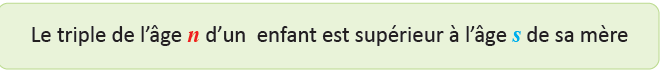 Le triple de l’âge n d’un enfant est supérieur à l’âge s de sa mère